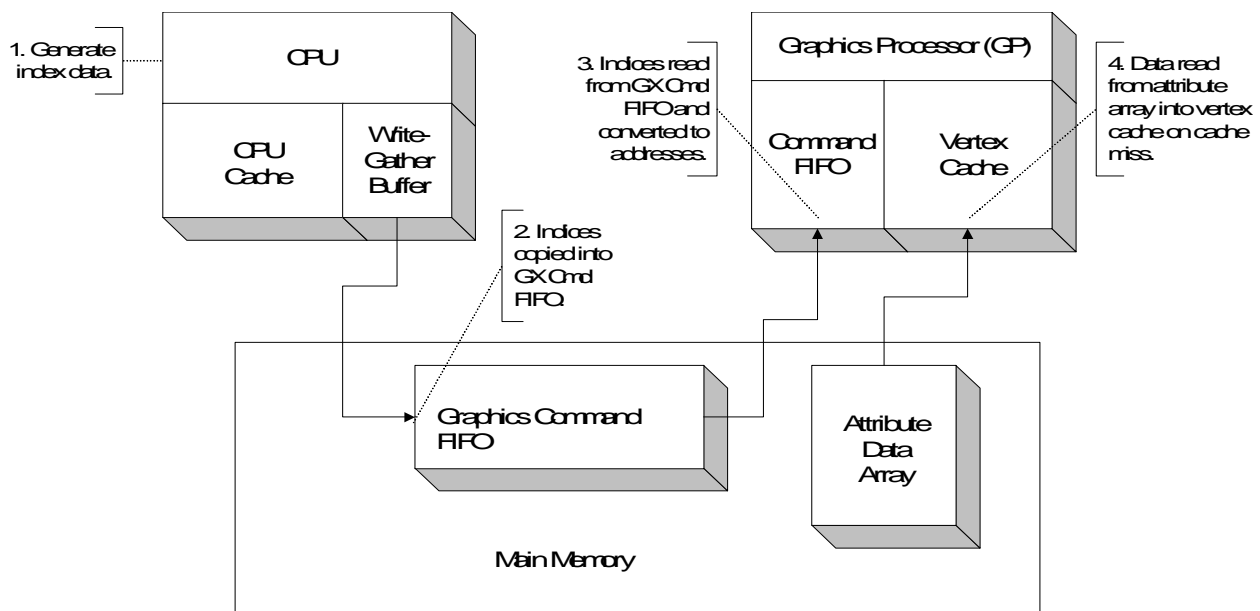 1. Generate
index data.
CPU
CPU
Cache
Write-
Gather
Buffer
2. Indices
copied into
GX Cmd
FIFO.
3. Indices read
from GX Cmd
FIFO and
converted to
addresses.
Graphics Processor (GP)
Command
FIFO
Vertex
Cache
4. Data read
from attribute
array into vertex
cache on cache
miss.
Graphics Command
FIFO
Attribute
Data
Array
Main Memory